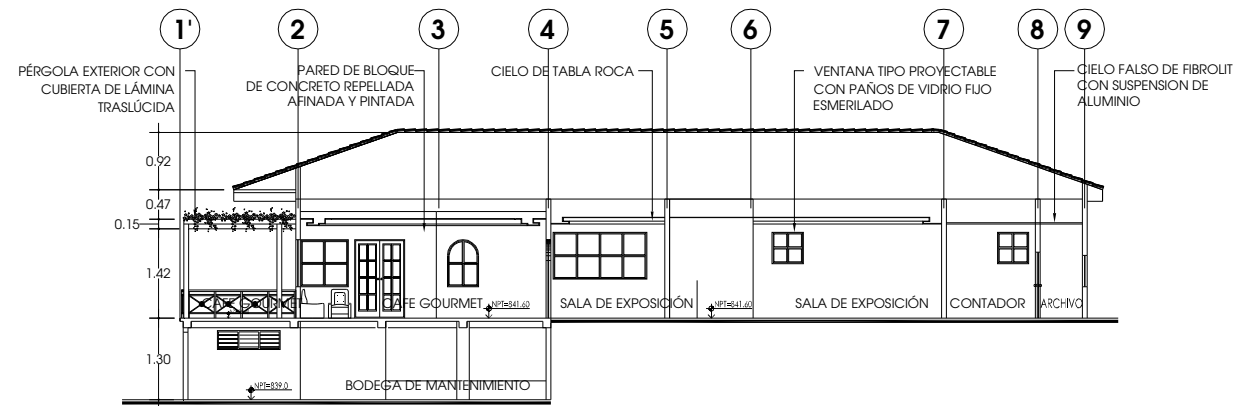 1'
2
3
4
5
6
7
8
9
PÉRGOLA EXTERIOR CON
CUBIERTA DE LÁMINA
TRASLÚCIDA
PARED DE BLOQUE
DE CONCRETO REPELLADA
AFINADA Y PINTADA
CIELO DE TABLA ROCA
VENTANA TIPO PROYECTABLE
CON PAÑOS DE VIDRIO FIJO
ESMERILADO
CIELO FALSO DE FIBROLIT
CON SUSPENSION DE
ALUMINIO
0.92
0.47
0.15
1.42
1.30
CAFE GOURMET
CAFE GOURMET
NPT=841.60
SALA DE EXPOSICIÓN
NPT=841.60
SALA DE EXPOSICIÓN
CONTADOR
ARCHIVO
NPT=839.0
BODEGA DE MANTENIMIENTO